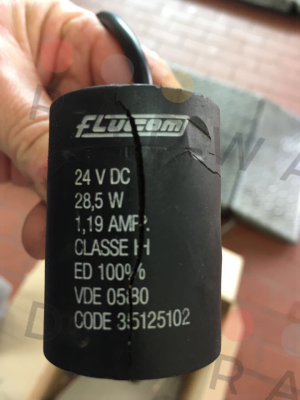 FLUCOM
24 V DC
28,5 W
1,19 AMP.
CLASSE H
ED 100%
VDE 0580
CODE 35125102